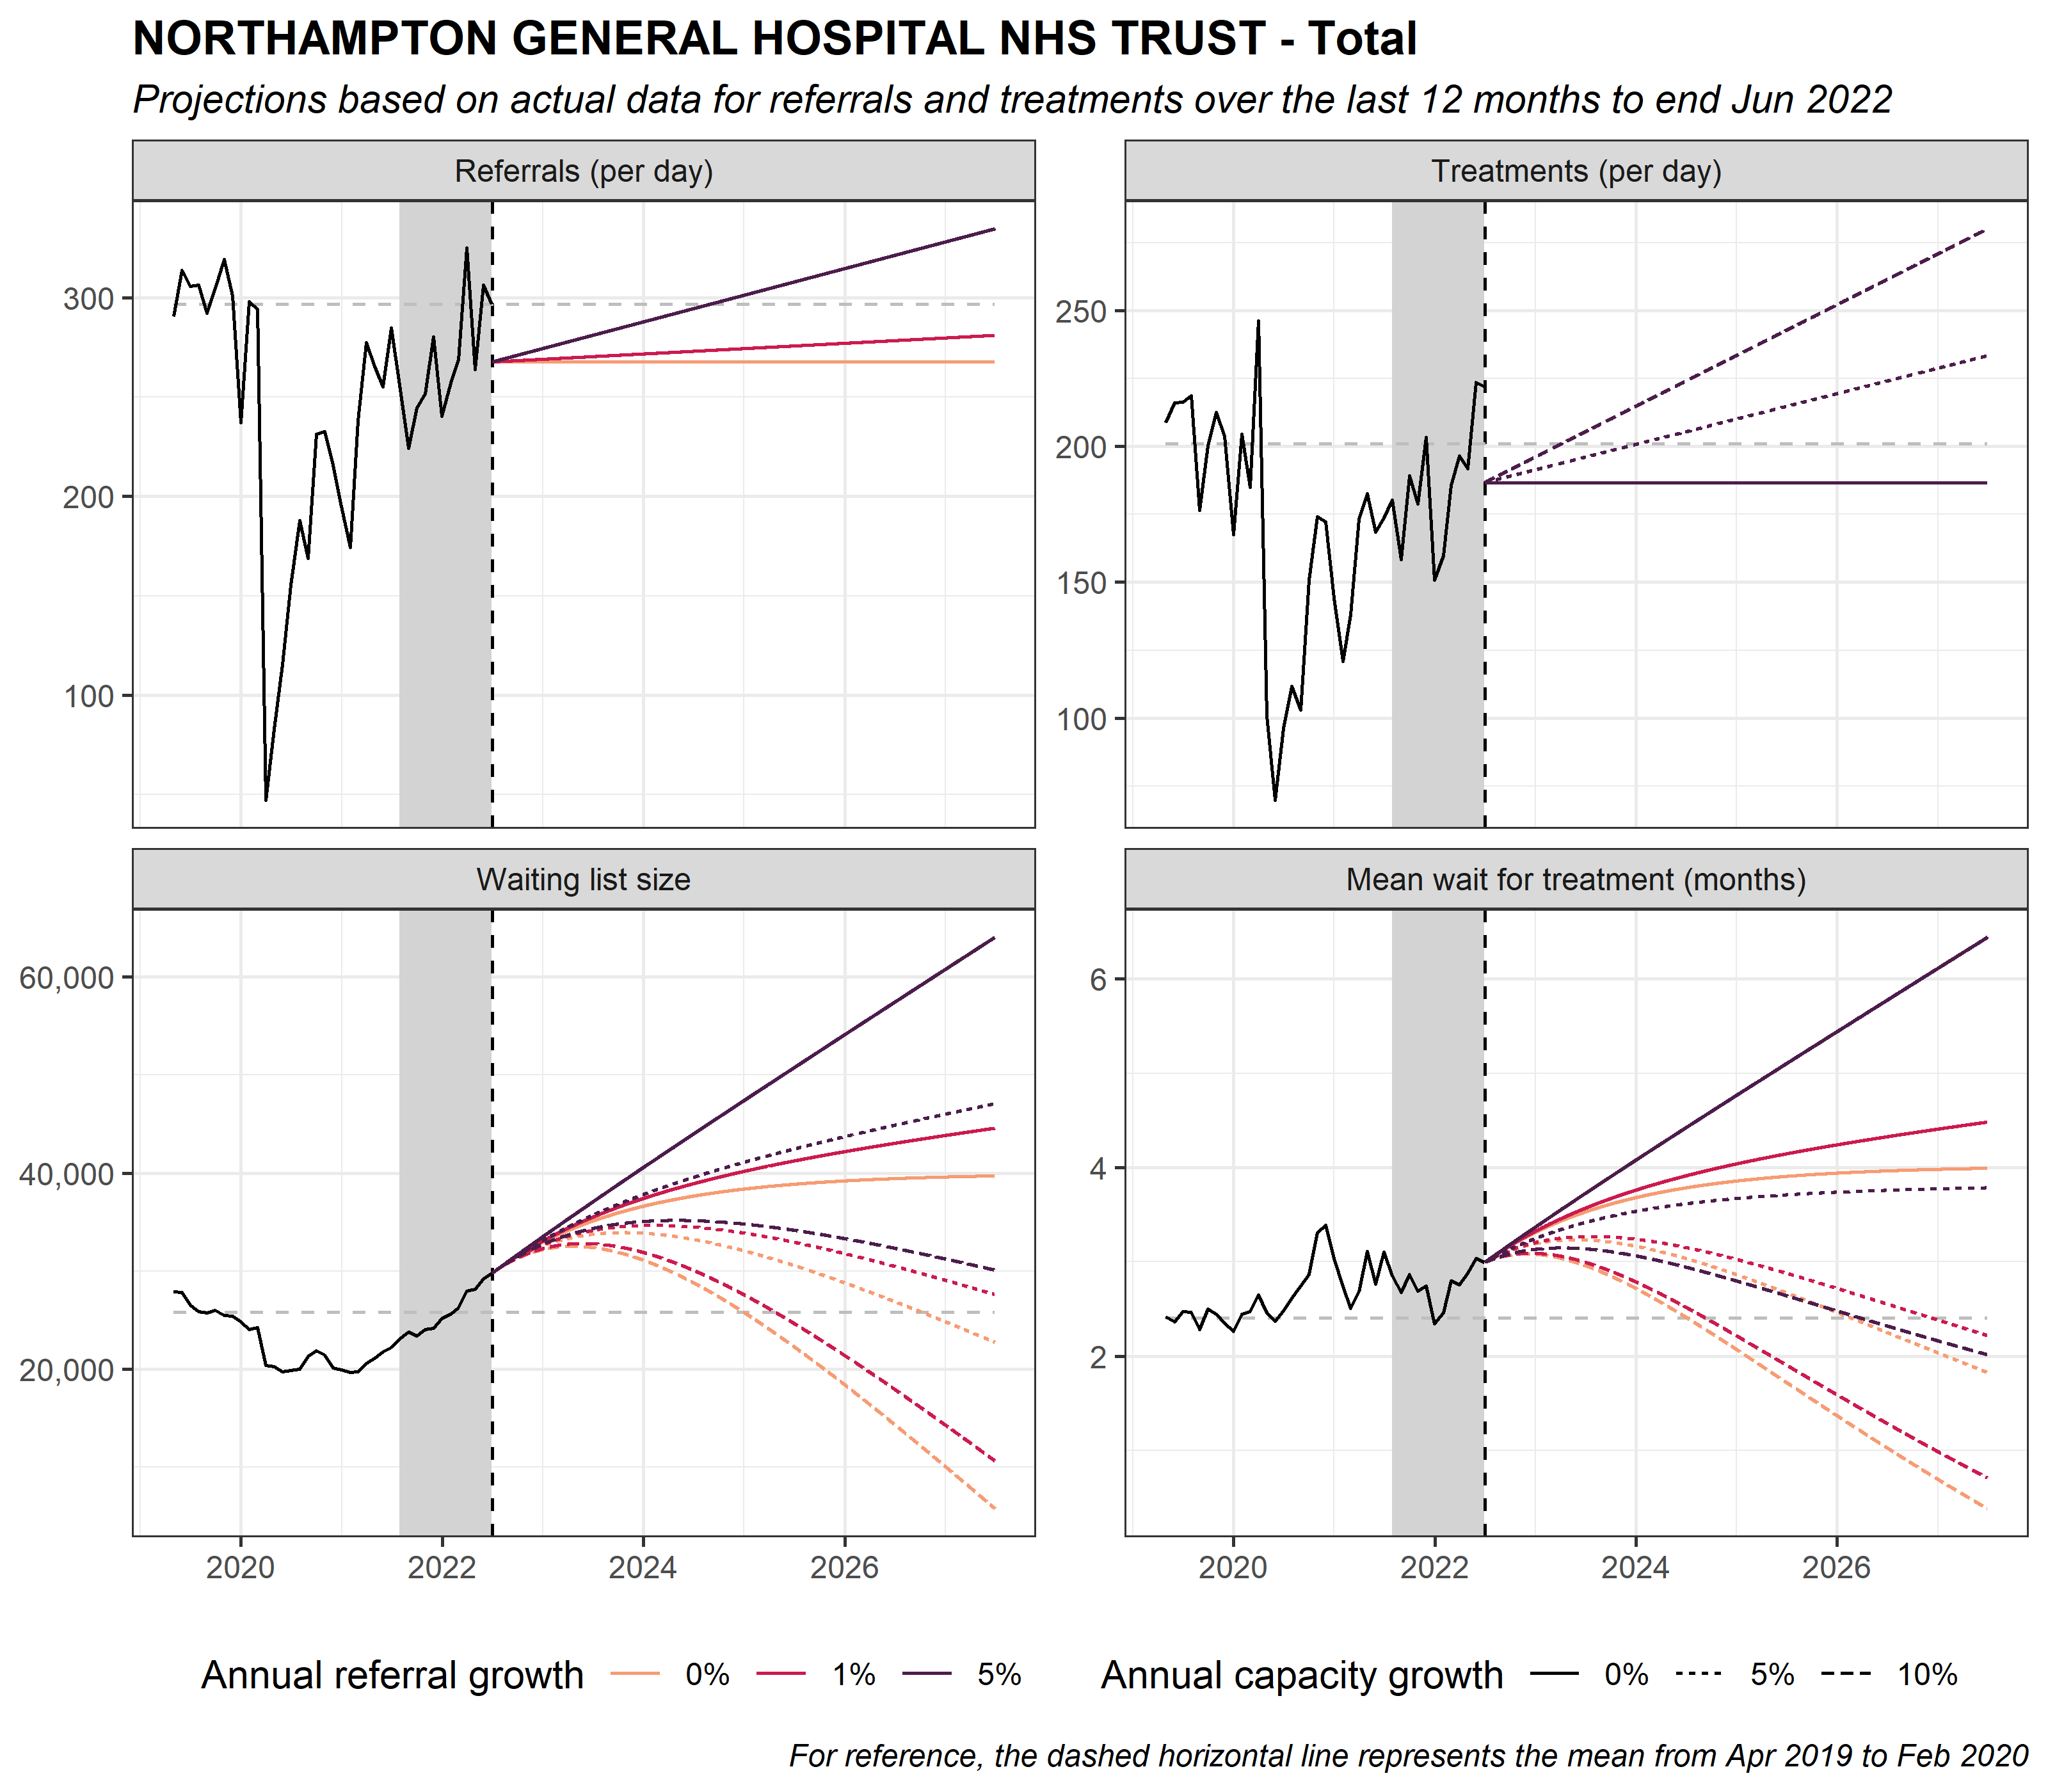 NORTHAMPTON GENERAL HOSPITAL NHS TRUST - Total
Projections based on actual data for referrals and treatments over the last 12 months to end Jun 2022
Referrals (per day)
300
200
100
Treatments (per day)
250
200
150
100
Waiting list size
60,000
40,000
20,000
2020 2022 2024 2026
Mean wait for treatment (months)
6
4
2
2020 2022 2024 2026
Annual referral growth 0% 1% 5%
Annual capacity growth 0% 5% 10%
For reference, the dashed horizontal line represents the mean from Apr 2019 to Feb 2020